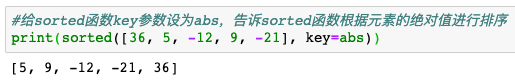 #给sorted函数key参数设为abs，告诉sorted函数根据元素的绝对值进行排序
print(sorted([36, 5, -12, 9, -21], key=abs))
[5, 9, -12, -21, 36]